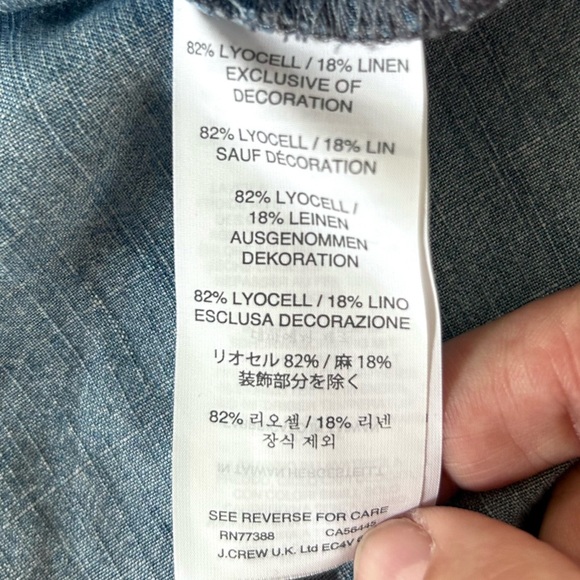 82% LYOCELL / 18% LINEN
EXCLUSIVE OF
DECORATION
82% LYOCELL / 18% LIN
SAUF DÉCORATION
82% LYOCELL /
18% LEINEN
AUSGENOMMEN
DEKORATION
82% LYOCELL / 18% LINO
ESCLUSA DECORAZIONE
リオセル 82% / 麻 18%
装飾部分を除く
82% 리오셀 / 18% 리넨
장식 제외
SEE REVERSE FOR CARE
RN77388
J.CREW U.K. Ltd EC4V